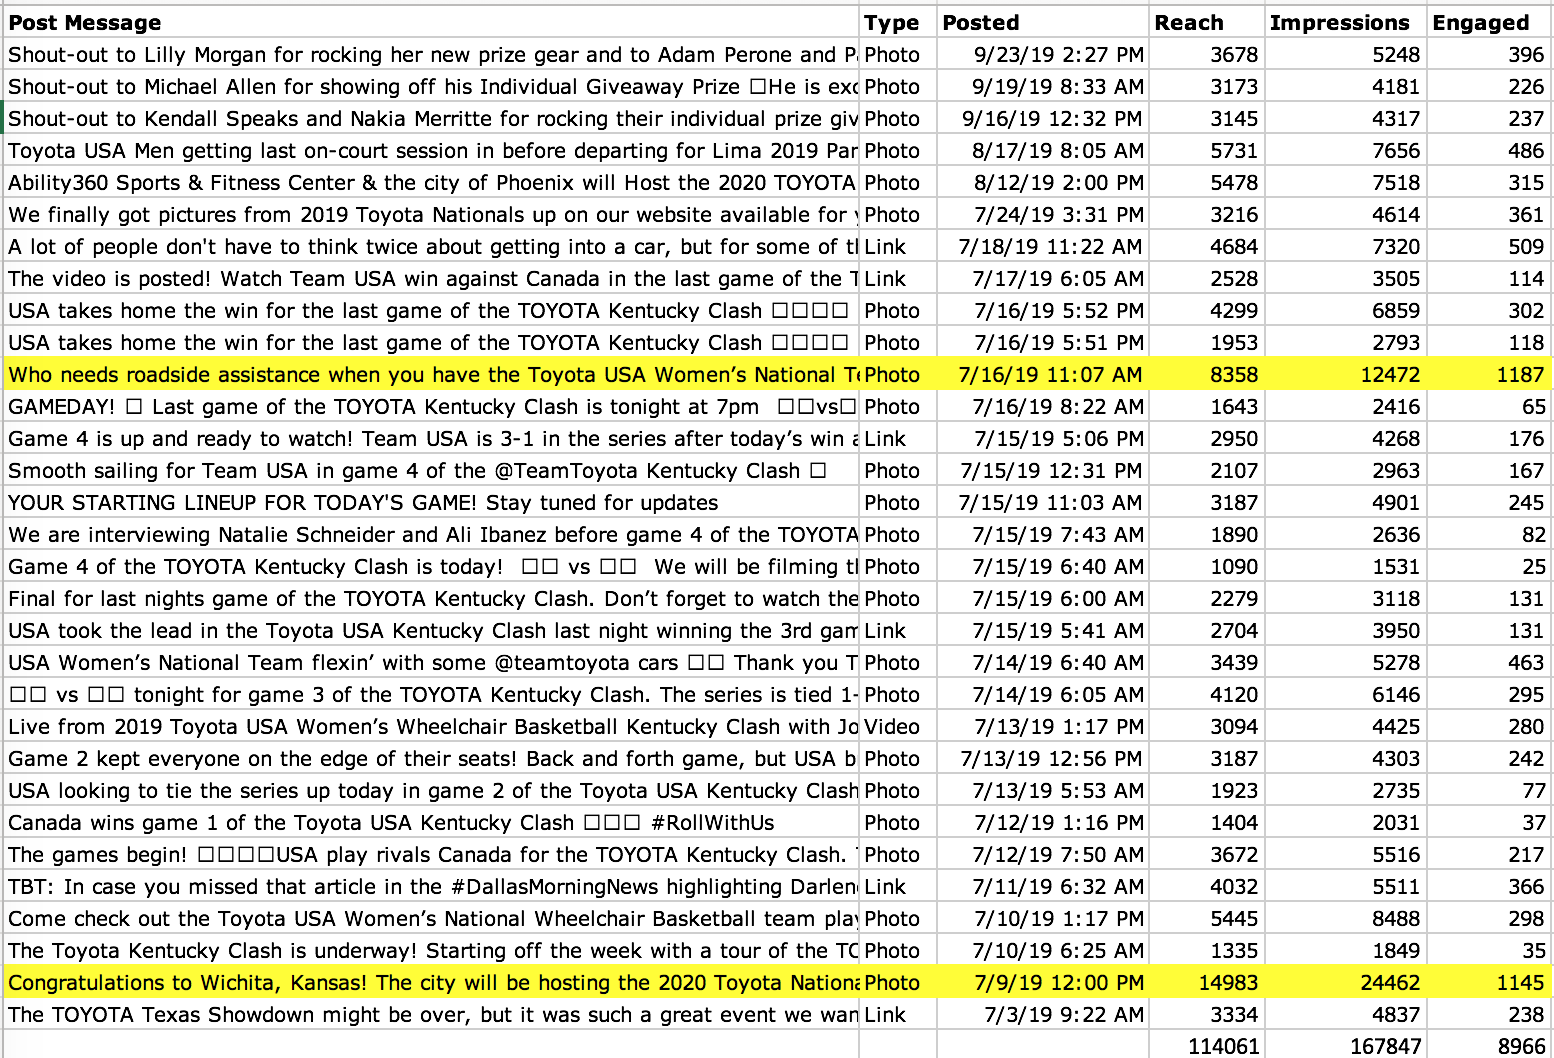 Post Message Type Posted Reach Impressions Engaged
Shout-out to Lilly Morgan for rocking her new prize gear and to Adam Perone and Photo 9/23/19 2:27 PM 3678 5248 396
Shout-out to Michael Allen for showing off his Individual Giveaway Prize □He is Photo 9/19/19 8:33 AM 3173 4181 226
Shout-out to Kendall Speaks and Nakia Merritte for rocking their individual prize Photo 9/16/19 12:32 PM 3145 4317 237
Toyota USA Men getting last on-court session in before departing for Lima 2019 Photo 8/17/19 8:05 AM 5731 7656 486
Ability360 Sports & Fitness Center & the city of Phoenix will Host the 2020 TOYOTA Photo 8/12/19 2:00 PM 5478 7518 315
We finally got pictures from 2019 Toyota Nationals up on our website available for Photo 7/24/19 3:31 PM 3216 4614 361
A lot of people don't have to think twice about getting into a car, but for some of Link 7/18/19 11:22 AM 4684 7320 509
The video is posted! Watch Team USA win against Canada in the last game of the Link 7/17/19 6:05 AM 2528 3505 114
USA takes home the win for the last game of the TOYOTA Kentucky Clash □□□□ Photo 7/16/19 5:52 PM 4299 6859 302
USA takes home the win for the last game of the TOYOTA Kentucky Clash □□□□ Photo 7/16/19 5:51 PM 1953 2793 118
Who needs roadside assistance when you have the Toyota USA Women’s National Photo 7/16/19 11:07 AM 8358 12472 1187
GAMEDAY! □ Last game of the TOYOTA Kentucky Clash is tonight at 7pm □□vs□ Photo 7/16/19 8:22 AM 1643 2416 65
Game 4 is up and ready to watch! Team USA is 3-1 in the series after today’s win Link 7/15/19 5:06 PM 2950 4268 176
Smooth sailing for Team USA in game 4 of the @TeamToyota Kentucky Clash □ Photo 7/15/19 12:31 PM 2107 2963 167
YOUR STARTING LINEUP FOR TODAY'S GAME! Stay tuned for updates Photo 7/15/19 11:03 AM 3187 4901 245
We are interviewing Natalie Schneider and Ali Ibanez before game 4 of the TOYOTA Photo 7/15/19 7:43 AM 1890 2636 82
Game 4 of the TOYOTA Kentucky Clash is today! □□ vs □□ We will be filming Photo 7/15/19 6:40 AM 1090 1531 25
Final for last nights game of the TOYOTA Kentucky Clash. Don’t forget to watch the Photo 7/15/19 6:00 AM 2279 3118 131
USA took the lead in the Toyota USA Kentucky Clash last night winning the 3rd Link 7/15/19 5:41 AM 2704 3950 131
USA Women’s National Team flexin’ with some @teamtoyota cars □□ Thank you Photo 7/14/19 6:40 AM 3439 5278 463
□□ vs □□ tonight for game 3 of the TOYOTA Kentucky Clash. The series is tied 1- Photo 7/14/19 6:05 AM 4120 6146 295
Live from 2019 Toyota USA Women’s Wheelchair Basketball Kentucky Clash with Video 7/13/19 1:17 PM 3094 4425 280
Game 2 kept everyone on the edge of their seats! Back and forth game, but USA Photo 7/13/19 12:56 PM 3187 4303 242
USA looking to tie the series up today in game 2 of the Toyota USA Kentucky Clash Photo 7/13/19 5:53 AM 1923 2735 77
Canada wins game 1 of the Toyota USA Kentucky Clash □□□ #RollWithUs Photo 7/12/19 1:16 PM 1404 2031 37
The games begin! □□□□USA play rivals Canada for the TOYOTA Kentucky Clash. Photo 7/12/19 7:50 AM 3672 5516 217
TBT: In case you missed that article in the #DallasMorningNews highlighting Link 7/11/19 6:32 AM 4032 5511 366
Come check out the Toyota USA Women’s National Wheelchair Basketball team Photo 7/10/19 1:17 PM 5445 8488 298
The Toyota Kentucky Clash is underway! Starting off the week with a tour of the Photo 7/10/19 6:25 AM 1335 1849 35
Congratulations to Wichita, Kansas! The city will be hosting the 2020 Toyota Photo 7/9/19 12:00 PM 14983 24462 1145
The TOYOTA Texas Showdown might be over, but it was such a great event we Link 7/3/19 9:22 AM 3334 4837 238
114061 167847 8966